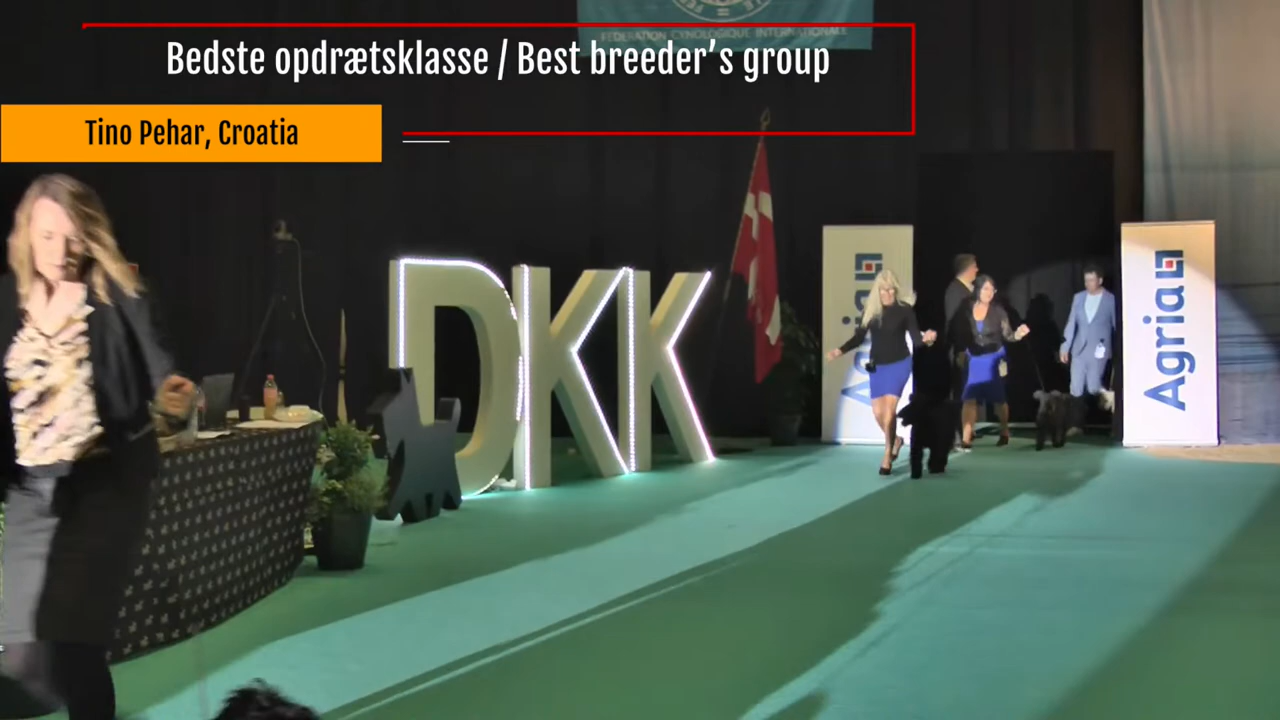 FEDERATION CYNOLOGIQUE INTERNATIONALE
Bedste opdrætsklasse / Best breeder's group
Tino Pehar, Croatia
DKK
Agria
Agria